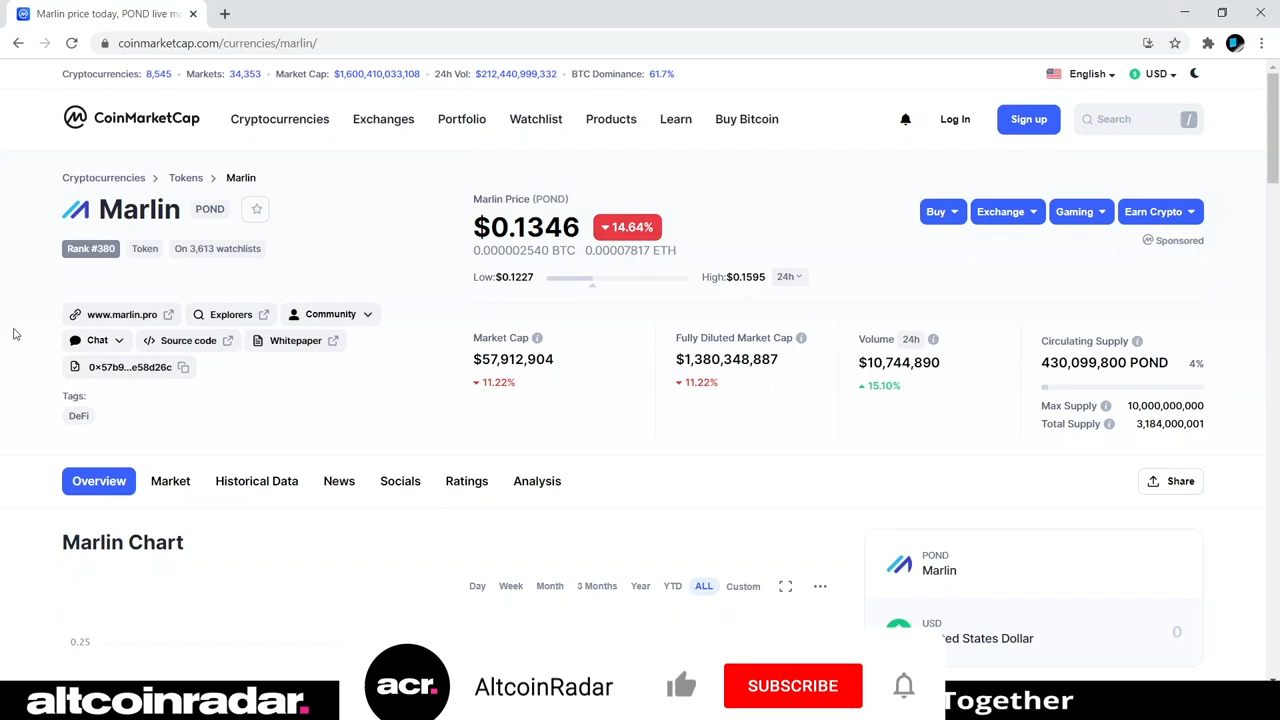 Marlin price today, POND live ma
coinmarketcap.com/currencies/marlin/
Cryptocurrencies: 8,545 • Markets: 34,353 • Market Cap: $1,600,410,033,108 • 24h Vol: $212,440,999,332 • BTC Dominance: 61.7%
English
USD
CoinMarketCap
Cryptocurrencies Exchanges Portfolio Watchlist Products Learn Buy Bitcoin
Log In
Sign up
Search /
Cryptocurrencies > Tokens > Marlin
Marlin POND
Rank #380 Token On 3,613 watchlists
www.marlin.pro Explorers Community
Chat Source code Whitepaper
0x57b9...e58d26c
Tags:
DeFi
Marlin Price (POND)
$0.1346 14.64%
0.000002540 BTC 0.00007817 ETH
Low:$0.1227 High:$0.1595 24h
Buy Exchange Gaming Earn Crypto
Sponsored
Market Cap
$57,912,904
11.22%
Fully Diluted Market Cap
$1,380,348,887
11.22%
Volume 24h
$10,744,890
15.10%
Circulating Supply
430,099,800 POND 4%
Max Supply 10,000,000,000
Total Supply 3,184,000,001
Overview Market Historical Data News Socials Ratings Analysis
Share
Marlin Chart
Day Week Month 3 Months Year YTD ALL Custom
0.25
POND
Marlin
USD
ed States Dollar
0
altcoinradar.
acr.
AltcoinRadar
SUBSCRIBE
Together